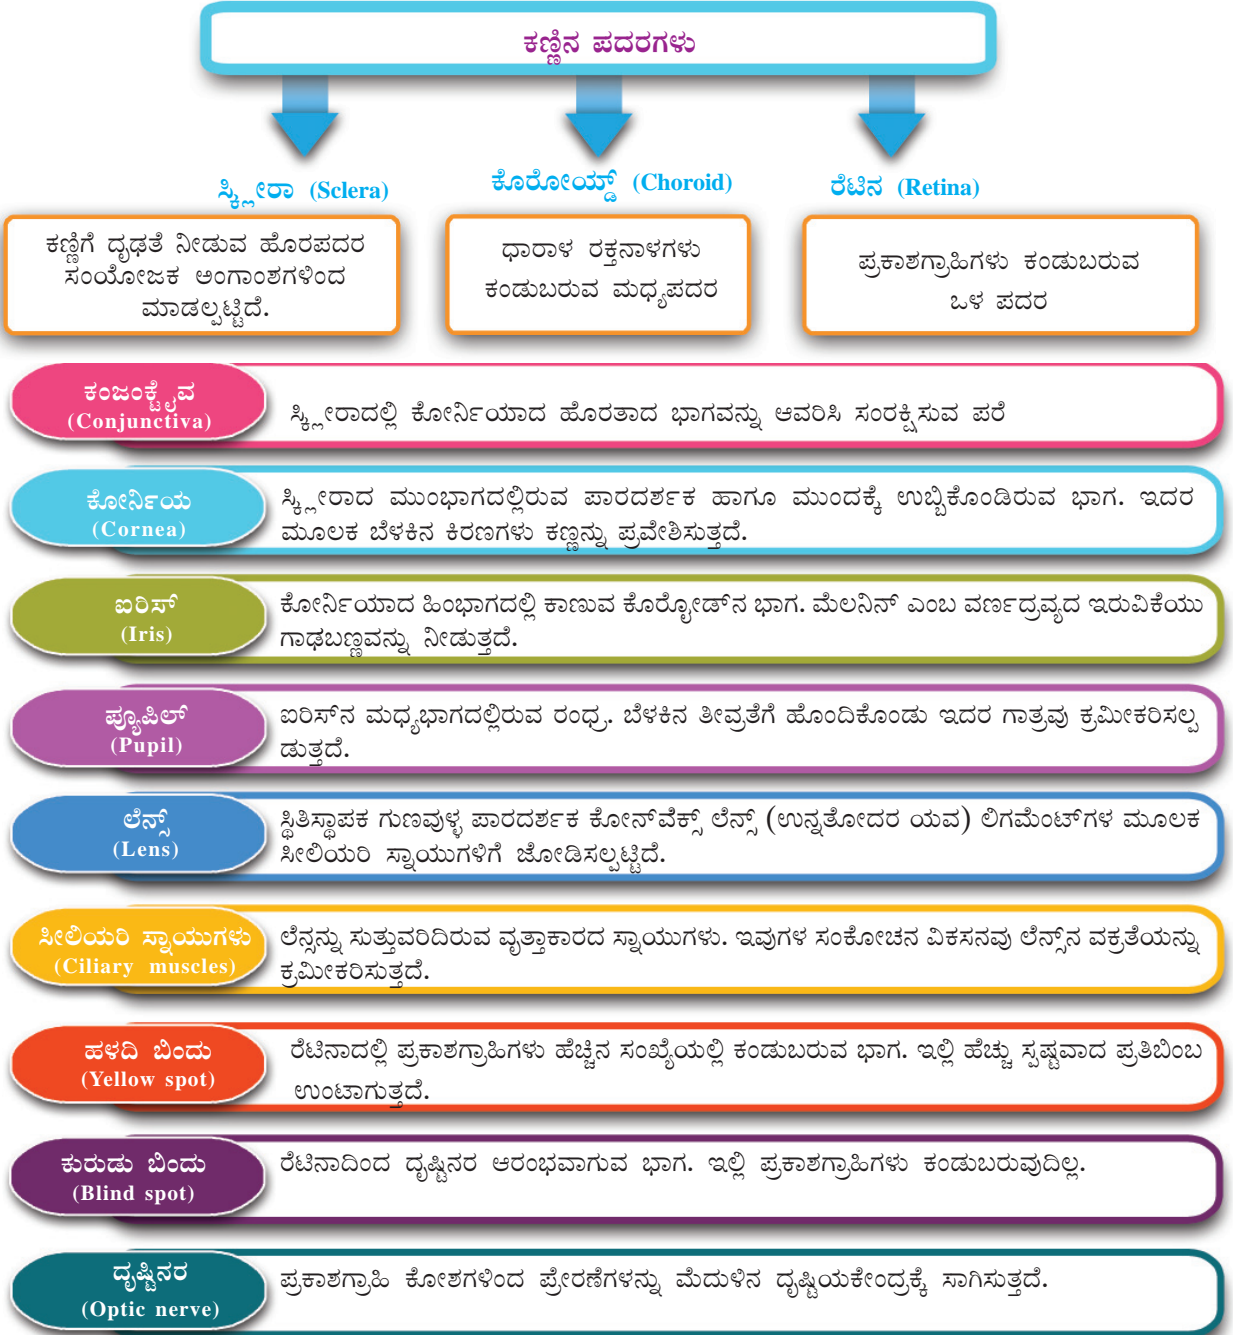 ಕಣ್ಣಿನ ಪದರಗಳು
ಸ್ಕ್ಲೀರಾ (Sclera)
ಕೊರೋಯ್ಡ್ (Choroid)
ರೆಟಿನ (Retina)
ಕಣ್ಣಿಗೆ ದೃಢತೆ ನೀಡುವ ಹೊರಪದರ
ಸಂಯೋಜಕ ಅಂಗಾಂಶಗಳಿಂದ
ಮಾಡಲ್ಪಟ್ಟಿದೆ.
ಧಾರಾಳ ರಕ್ತನಾಳಗಳು
ಕಂಡುಬರುವ ಮಧ್ಯಪದರ
ಪ್ರಕಾಶಗ್ರಾಹಿಗಳು ಕಂಡುಬರುವ
ಒಳ ಪದರ
ಕಂಜಂಕ್ಟೈವ
(Conjunctiva)
ಸ್ಕ್ಲೀರಾದಲ್ಲಿ ಕೋರ್ನಿಯಾದ ಹೊರತಾದ ಭಾಗವನ್ನು ಆವರಿಸಿ ಸಂರಕ್ಷಿಸುವ ಪರೆ
ಕೋರ್ನಿಯ
(Cornea)
ಸ್ಕ್ಲೀರಾದ ಮುಂಭಾಗದಲ್ಲಿರುವ ಪಾರದರ್ಶಕ ಹಾಗೂ ಮುಂದಕ್ಕೆ ಉಬ್ಬಿಕೊಂಡಿರುವ ಭಾಗ. ಇದರ
ಮೂಲಕ ಬೆಳಕಿನ ಕಿರಣಗಳು ಕಣ್ಣನ್ನು ಪ್ರವೇಶಿಸುತ್ತದೆ.
ಐರಿಸ್
(Iris)
ಕೋರ್ನಿಯಾದ ಹಿಂಭಾಗದಲ್ಲಿ ಕಾಣುವ ಕೊರ‍್ಯೋಡ್‌ನ ಭಾಗ. ಮೆಲನಿನ್ ಎಂಬ ವರ್ಣದ್ರವ್ಯದ ಇರುವಿಕೆಯು
ಗಾಢಬಣ್ಣವನ್ನು ನೀಡುತ್ತದೆ.
ಪ್ಯೂಪಿಲ್
(Pupil)
ಐರಿಸ್‌ನ ಮಧ್ಯಭಾಗದಲ್ಲಿರುವ ರಂಧ್ರ. ಬೆಳಕಿನ ತೀವ್ರತೆಗೆ ಹೊಂದಿಕೊಂಡು ಇದರ ಗಾತ್ರವು ಕ್ರಮೀಕರಿಸಲ್ಪ
ಡುತ್ತದೆ.
ಲೆನ್ಸ್
(Lens)
ಸ್ಥಿತಿಸ್ಥಾಪಕ ಗುಣವುಳ್ಳ ಪಾರದರ್ಶಕ ಕೋನ್‌ವೆಕ್ಸ್ ಲೆನ್ಸ್ (ಉನ್ನತೋದರ ಯವ) ಲಿಗಮೆಂಟ್‌ಗಳ ಮೂಲಕ
ಸೀಲಿಯರಿ ಸ್ನಾಯುಗಳಿಗೆ ಜೋಡಿಸಲ್ಪಟ್ಟಿದೆ.
ಸೀಲಿಯರಿ ಸ್ನಾಯುಗಳು
(Ciliary muscles)
ಲೆನ್ಸನ್ನು ಸುತ್ತುವರಿದಿರುವ ವೃತ್ತಾಕಾರದ ಸ್ನಾಯುಗಳು. ಇವುಗಳ ಸಂಕೋಚನ ವಿಕಸನವು ಲೆನ್ಸ್‌ನ ವಕ್ರತೆಯನ್ನು
ಕ್ರಮೀಕರಿಸುತ್ತದೆ.
ಹಳದಿ ಬಿಂದು
(Yellow spot)
ರೆಟಿನಾದಲ್ಲಿ ಪ್ರಕಾಶಗ್ರಾಹಿಗಳು ಹೆಚ್ಚಿನ ಸಂಖ್ಯೆಯಲ್ಲಿ ಕಂಡುಬರುವ ಭಾಗ. ಇಲ್ಲಿ ಹೆಚ್ಚು ಸ್ಪಷ್ಟವಾದ ಪ್ರತಿಬಿಂಬ
ಉಂಟಾಗುತ್ತದೆ.
ಕುರುಡು ಬಿಂದು
(Blind spot)
ರೆಟಿನಾದಿಂದ ದೃಷ್ಟಿನರ ಆರಂಭವಾಗುವ ಭಾಗ. ಇಲ್ಲಿ ಪ್ರಕಾಶಗ್ರಾಹಿಗಳು ಕಂಡುಬರುವುದಿಲ್ಲ.
ದೃಷ್ಟಿನರ
(Optic nerve)
ಪ್ರಕಾಶಗ್ರಾಹಿ ಕೋಶಗಳಿಂದ ಪ್ರೇರಣೆಗಳನ್ನು ಮೆದುಳಿನ ದೃಷ್ಟಿಯಕೇಂದ್ರಕ್ಕೆ ಸಾಗಿಸುತ್ತದೆ.